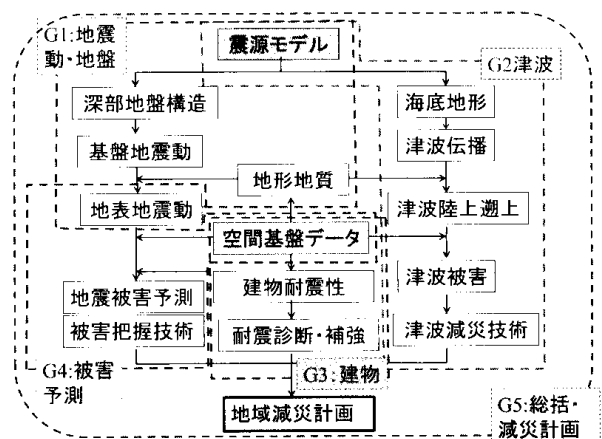 G1:地震
動・地盤
震源モデル
G2津波
深部地盤構造
海底地形
基盤地震動
津波伝播
地形地質
地表地震動
津波陸上遡上
空間基盤データ
建物耐震性
津波被害
地震被害予測
被害把握技術
耐震診断・補強
津波減災技術
G4:被害
予測
G3:建物
地域減災計画
G5:総括・
減災計画